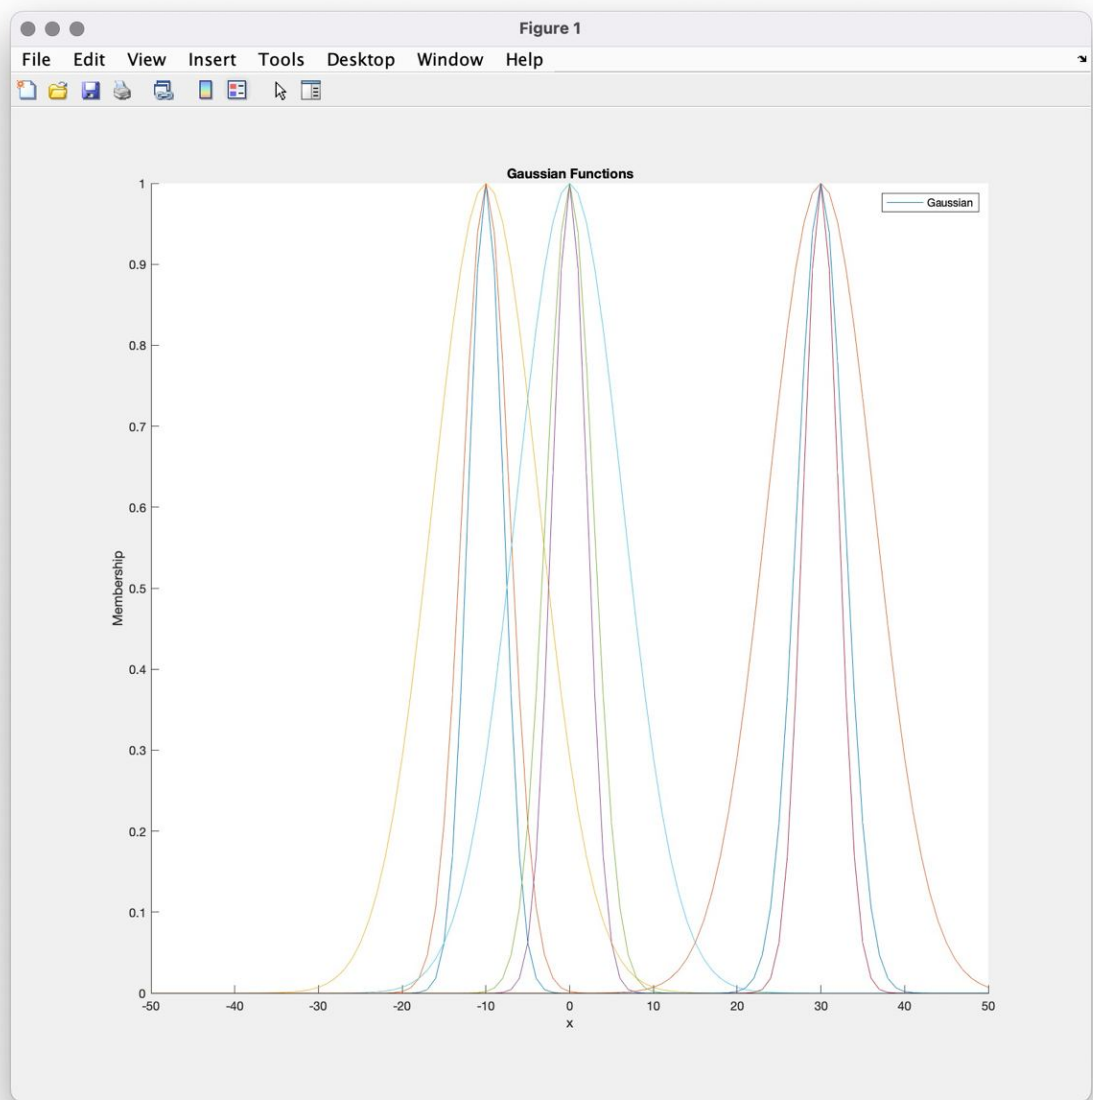 Figure 1
File Edit View Insert Tools Desktop Window Help
Gaussian Functions
Gaussian
1
0.9
0.8
0.7
0.6
0.5
0.4
0.3
0.2
0.1
0
Membership
-50 -40 -30 -20 -10 0 10 20 30 40 50
x